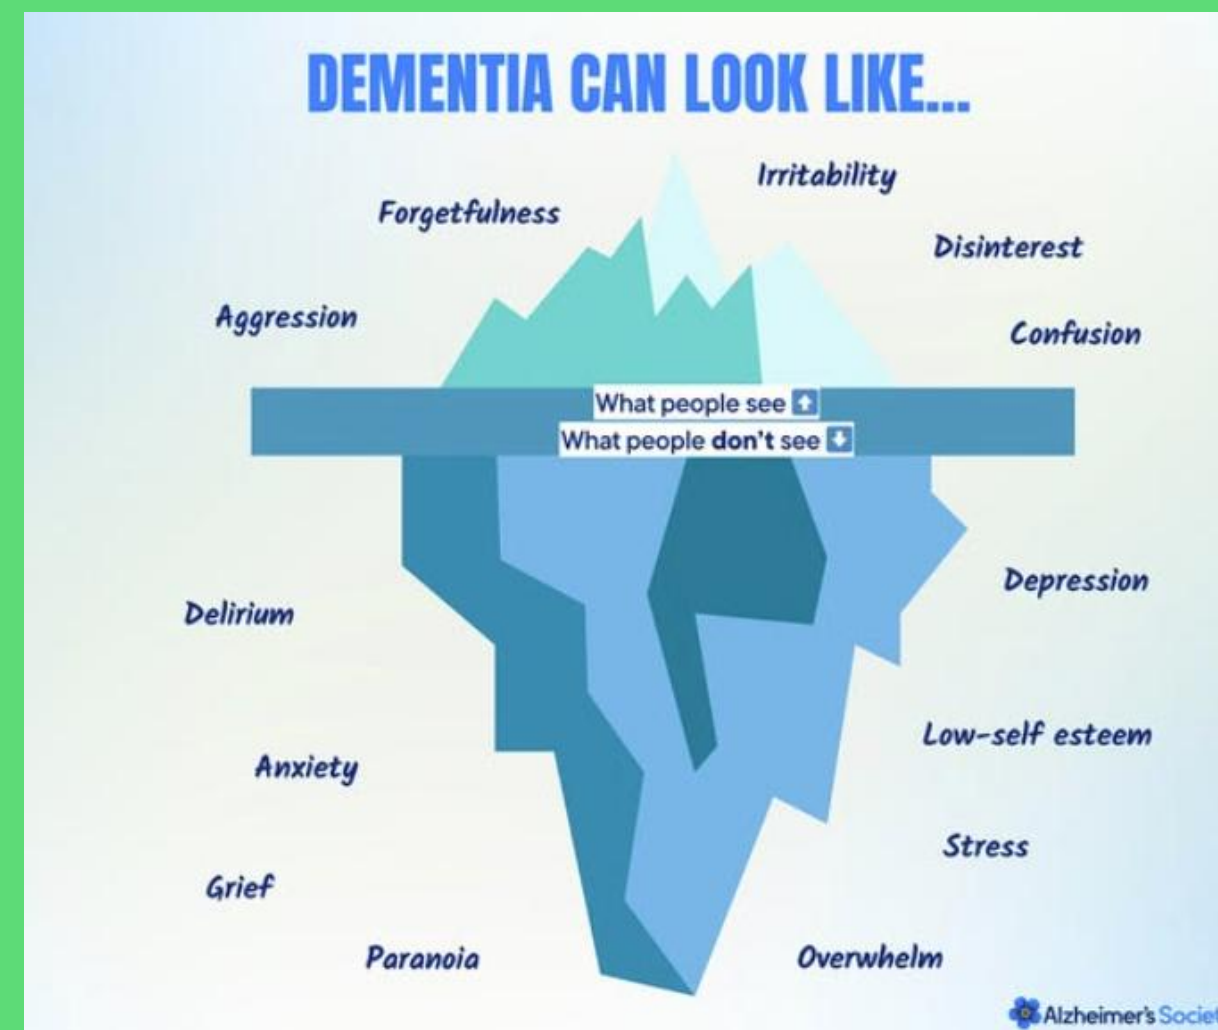 DEMENTIA CAN LOOK LIKE...
Irritability
Forgetfulness
Disinterest
Aggression
Confusion
What people see ⬆
What people don't see ⬇
Depression
Delirium
Low-self esteem
Anxiety
Stress
Grief
Paranoia
Overwhelm
Alzheimer's Societ